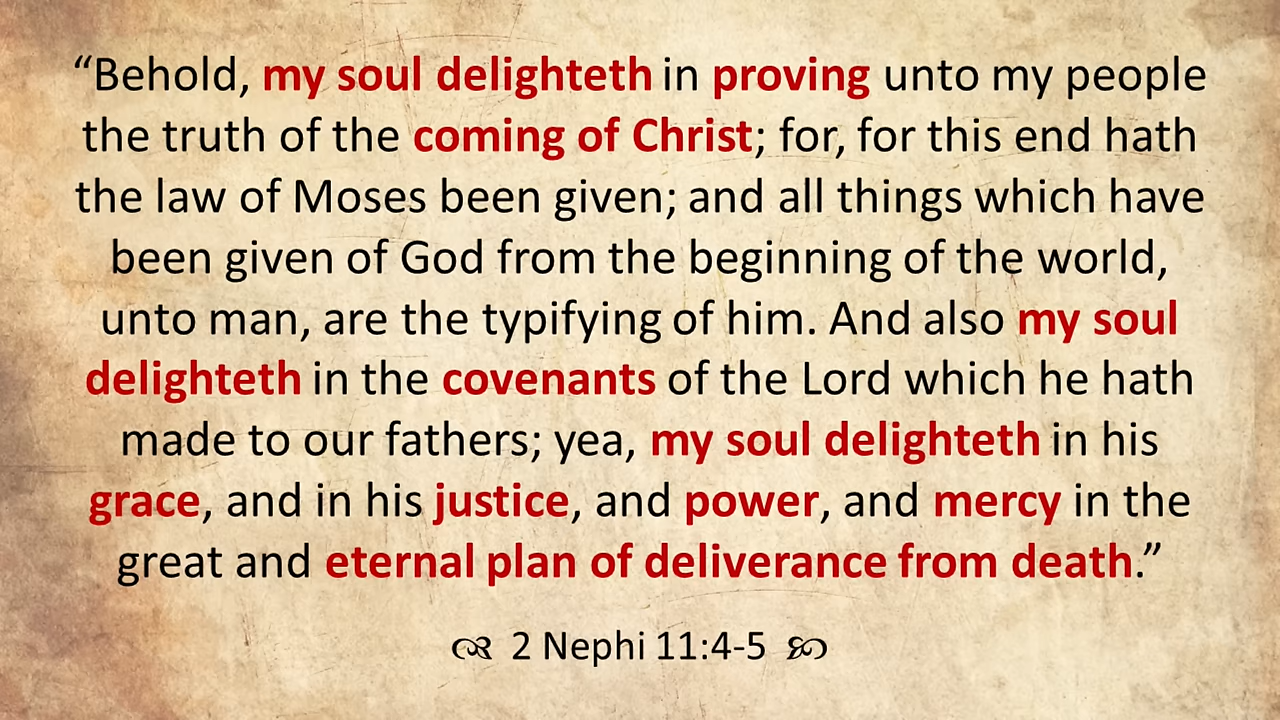 “Behold, my soul delighteth in proving unto my people
the truth of the coming of Christ; for, for this end hath
the law of Moses been given; and all things which have
been given of God from the beginning of the world,
unto man, are the typifying of him. And also my soul
delighteth in the covenants of the Lord which he hath
made to our fathers; yea, my soul delighteth in his
grace, and in his justice, and power, and mercy in the
great and eternal plan of deliverance from death.”
2 Nephi 11:4-5